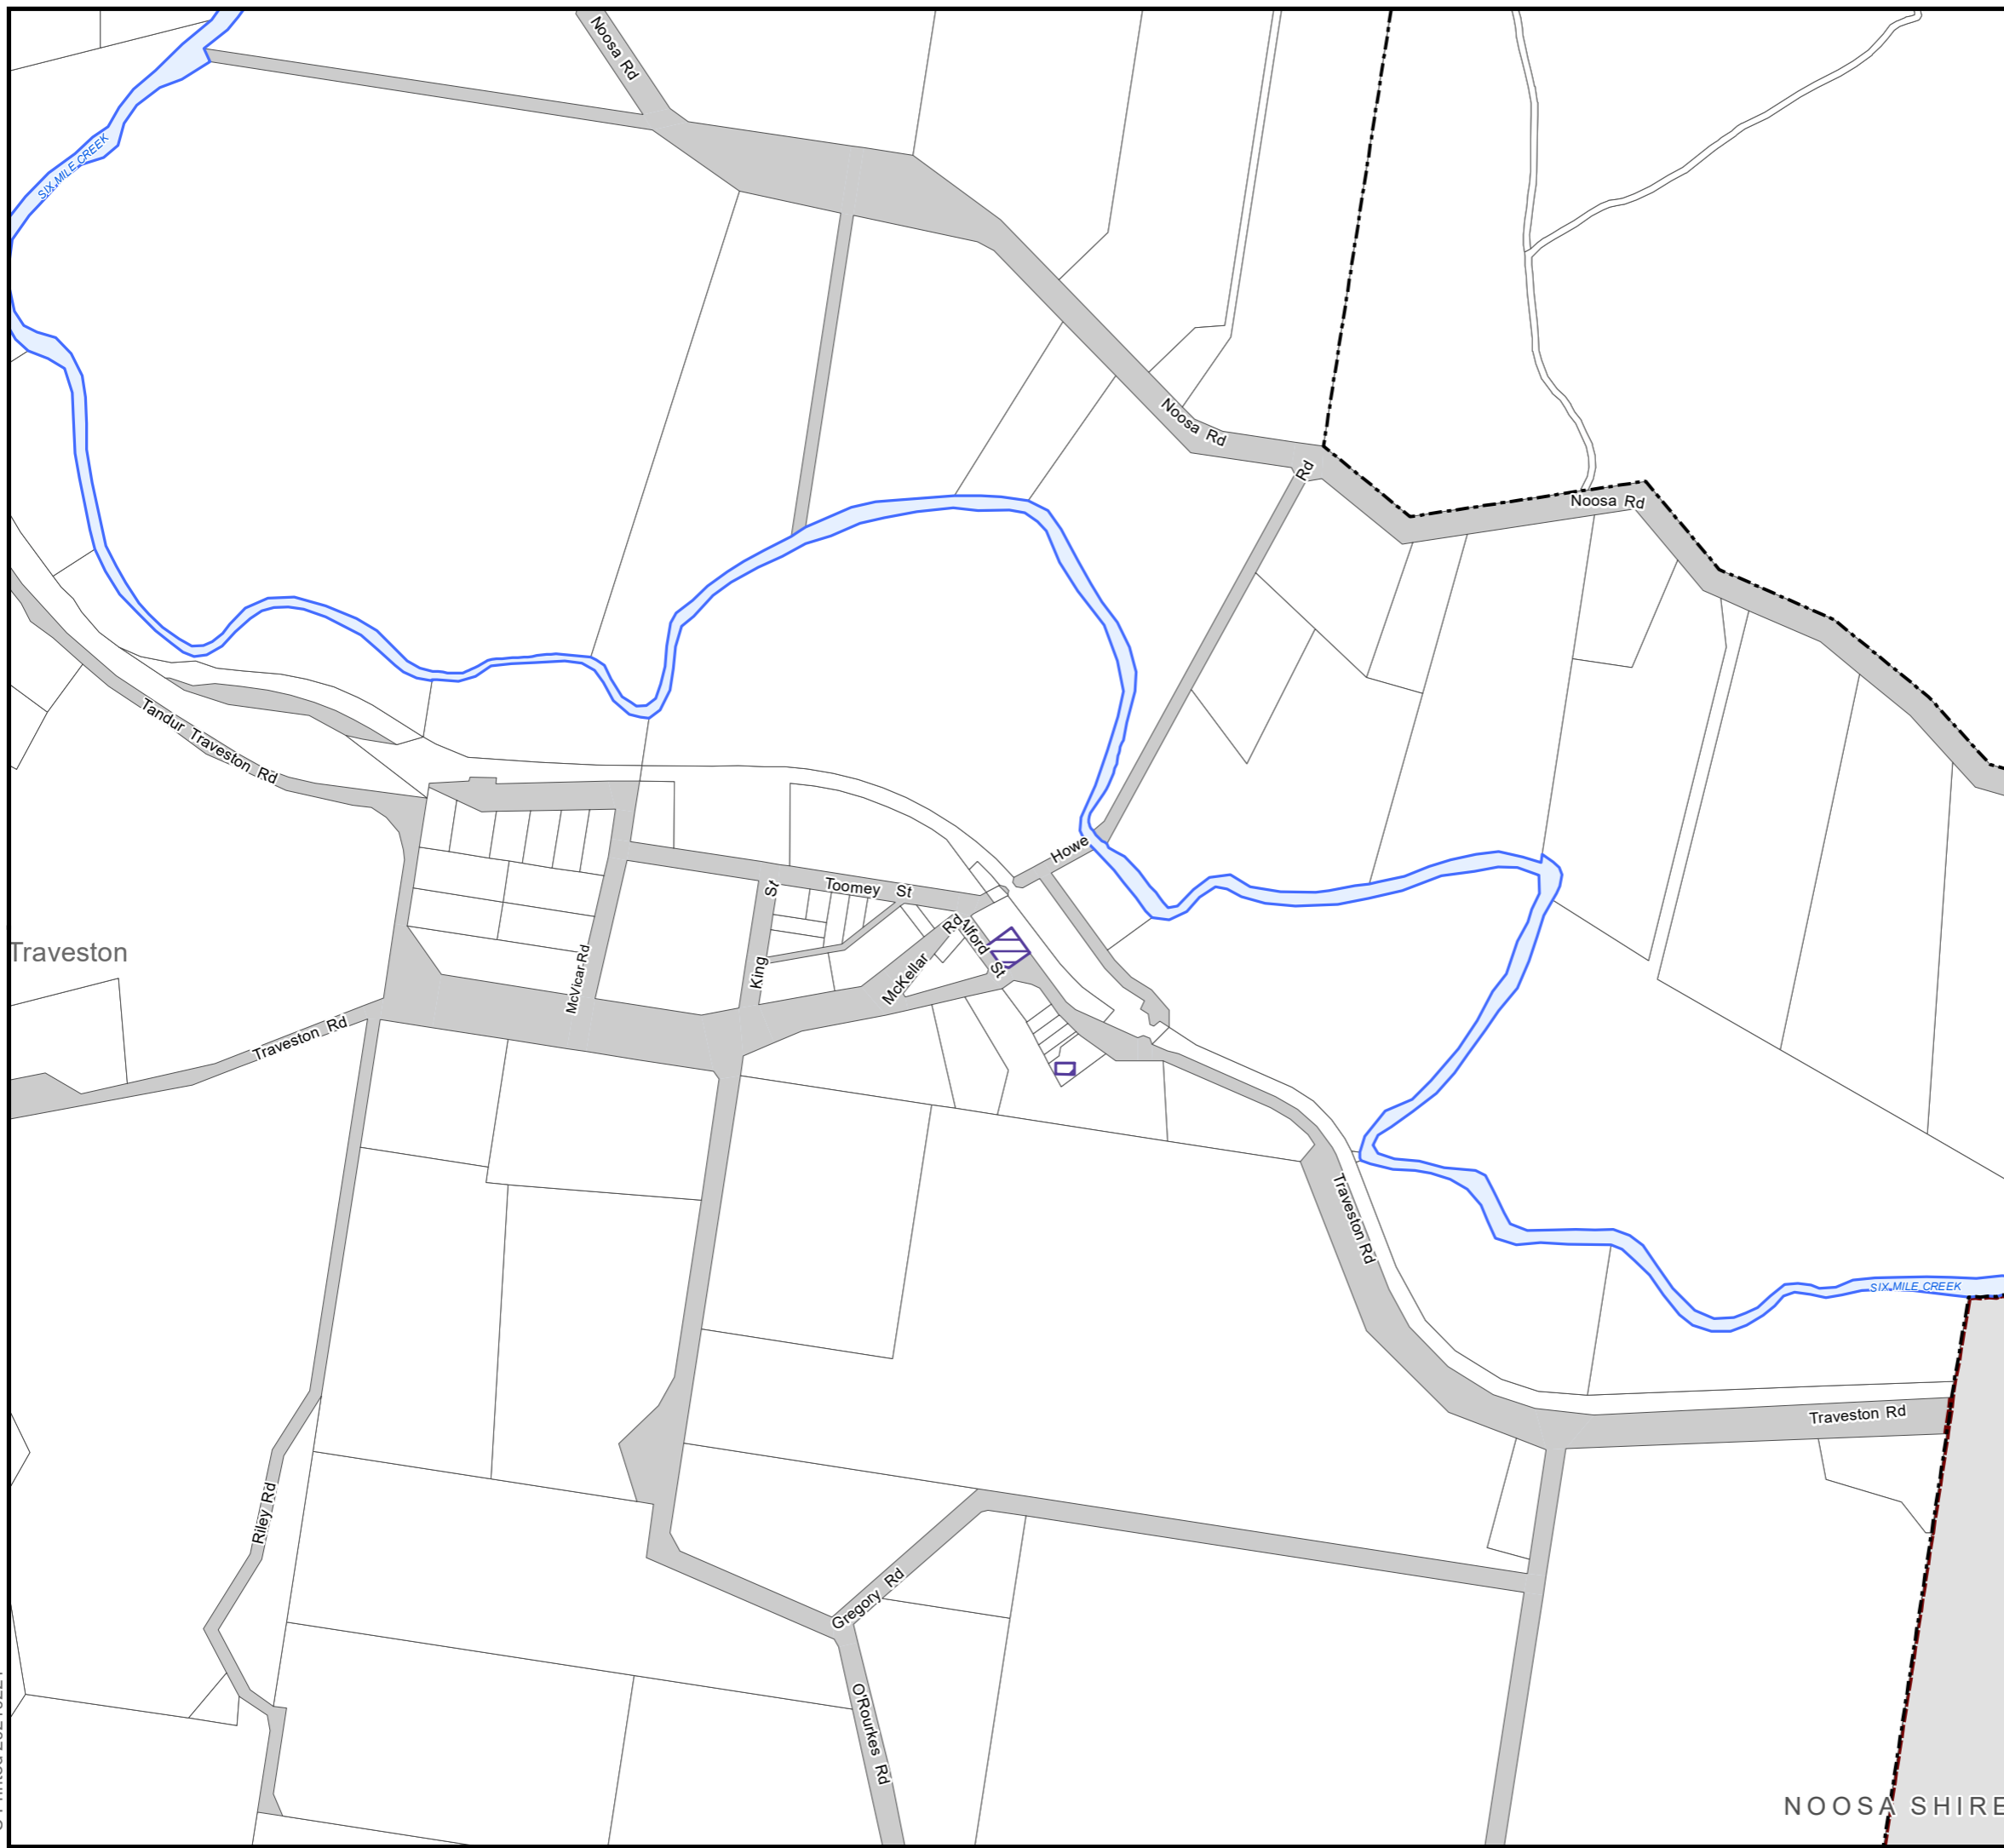 Noosa Rd
SIX MILE CREEK
Noosa Rd
Rd
Noosa Rd
Tandur Traveston Rd
Howe
Toomey St
St
Traveston
McVicar Rd
King
McKellar Rd
Alford St
Traveston Rd
Traveston Rd
SIX MILE CREEK
Traveston Rd
Riley Rd
Gregory Rd
O'Rourkes Rd
NOOSA SHIRE